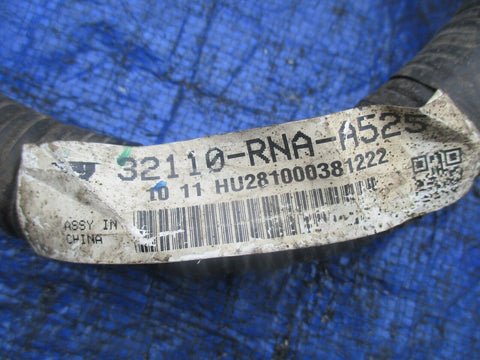 32110-RNA-A525
10 11 HU281000381222
ASSY IN
CHINA